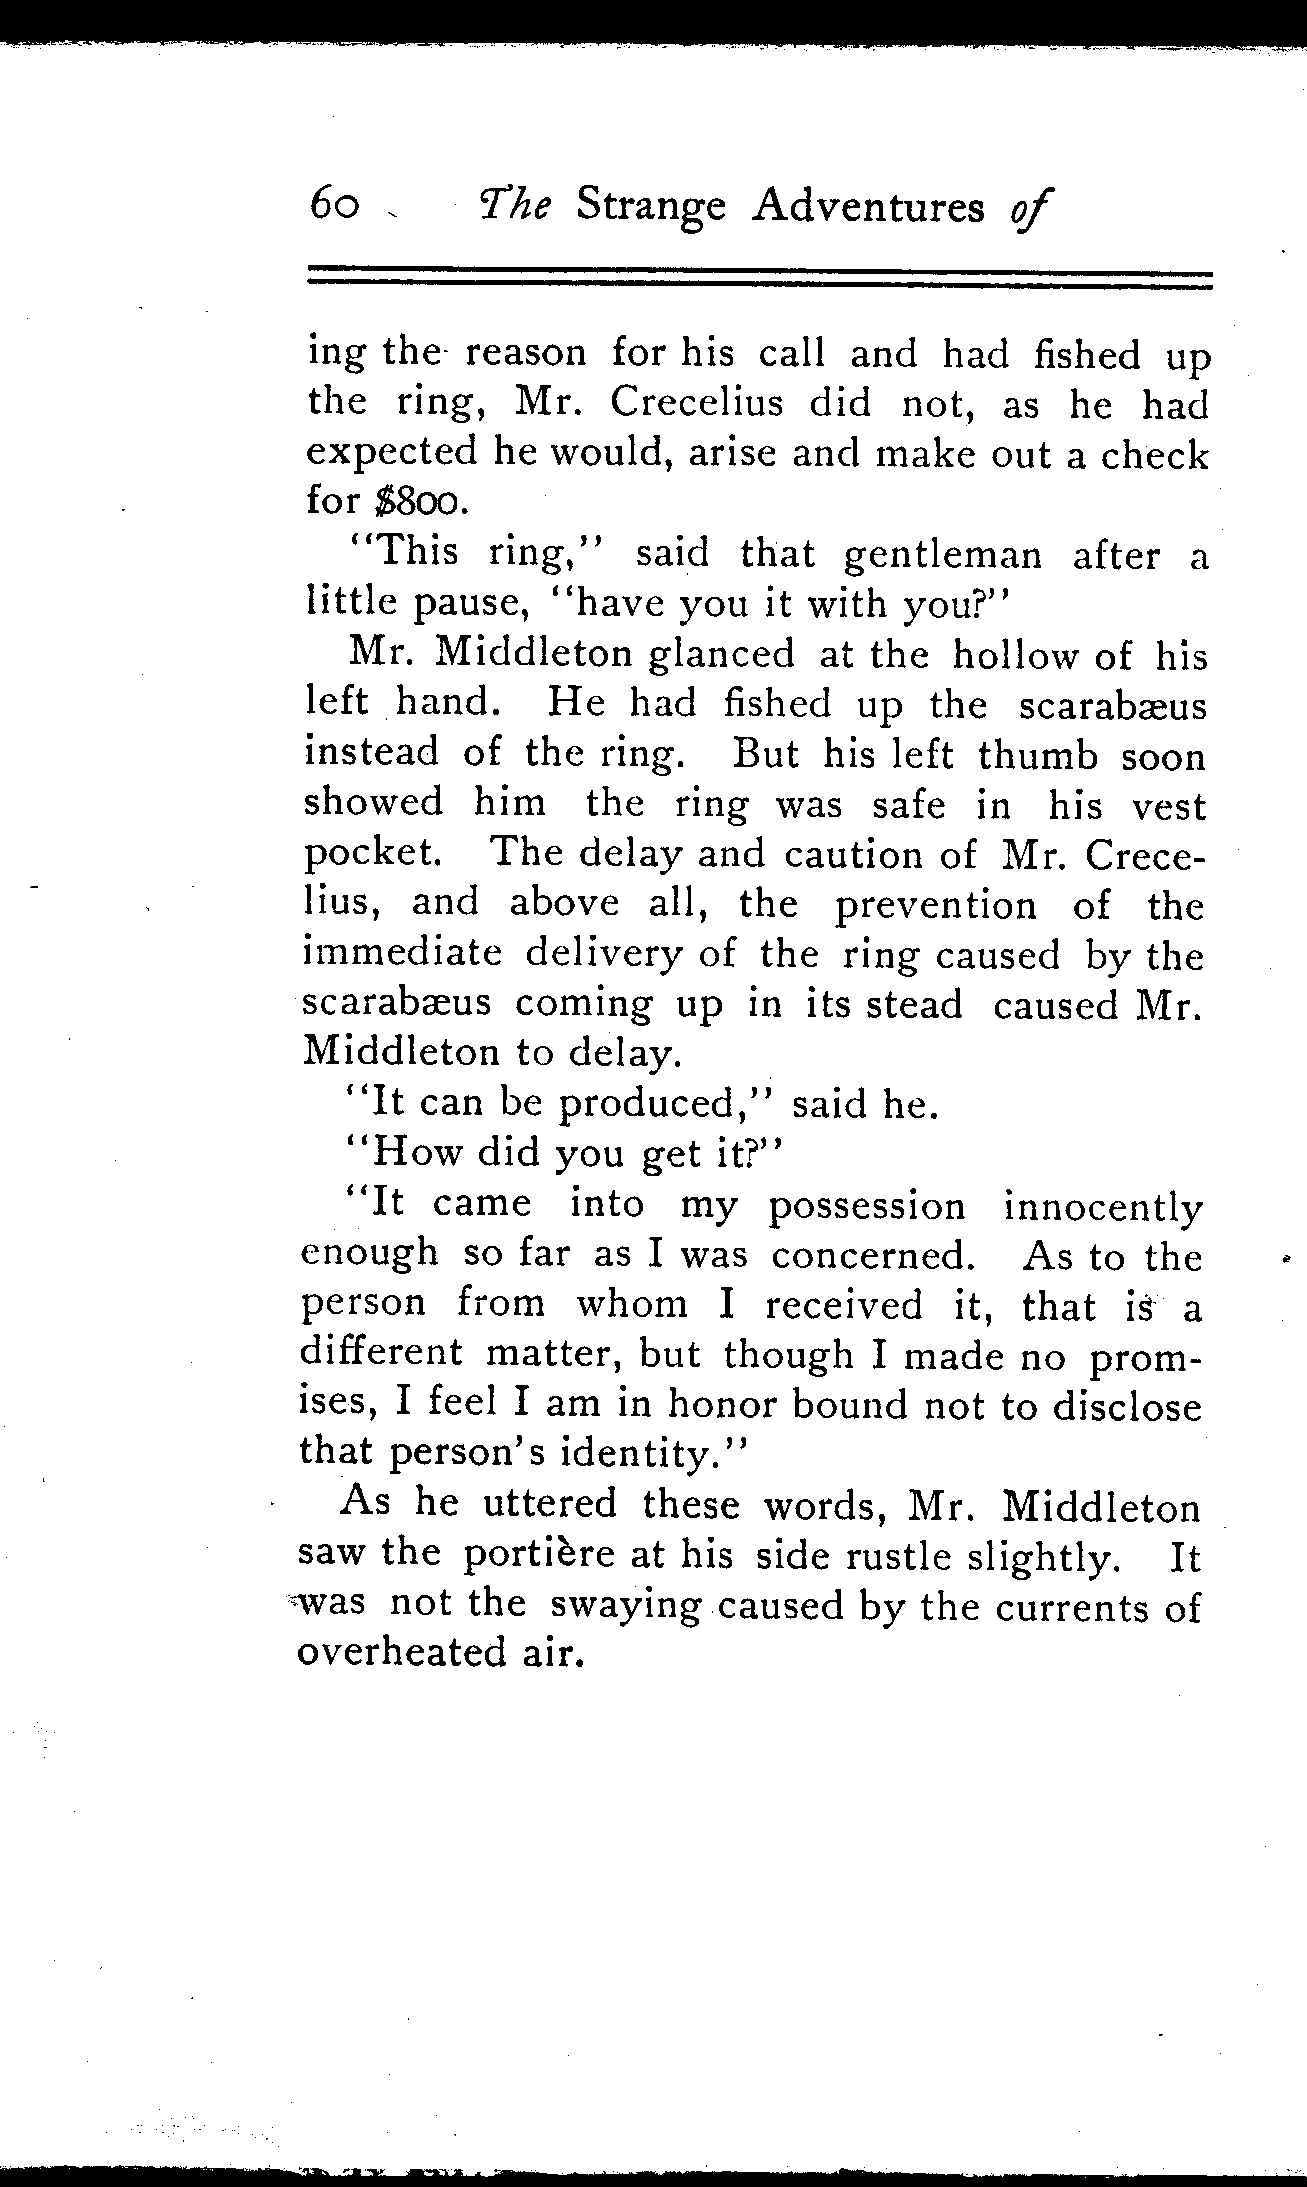 60 The Strange Adventures of
ing the reason for his call and had fished up
the ring, Mr. Crecelius did not, as he had
expected he would, arise and make out a check
for $800.
"This ring," said that gentleman after a
little pause, "have you it with you?"
Mr. Middleton glanced at the hollow of his
left hand. He had fished up the scarabæus
instead of the ring. But his left thumb soon
showed him the ring was safe in his vest
pocket. The delay and caution of Mr. Crece-
lius, and above all, the prevention of the
immediate delivery of the ring caused by the
scarabæus coming up in its stead caused Mr.
Middleton to delay.
"It can be produced," said he.
"How did you get it?"
"It came into my possession innocently
enough so far as I was concerned. As to the
person from whom I received it, that is a
different matter, but though I made no prom-
ises, I feel I am in honor bound not to disclose
that person's identity."
As he uttered these words, Mr. Middleton
saw the portière at his side rustle slightly. It
was not the swaying caused by the currents of
overheated air.